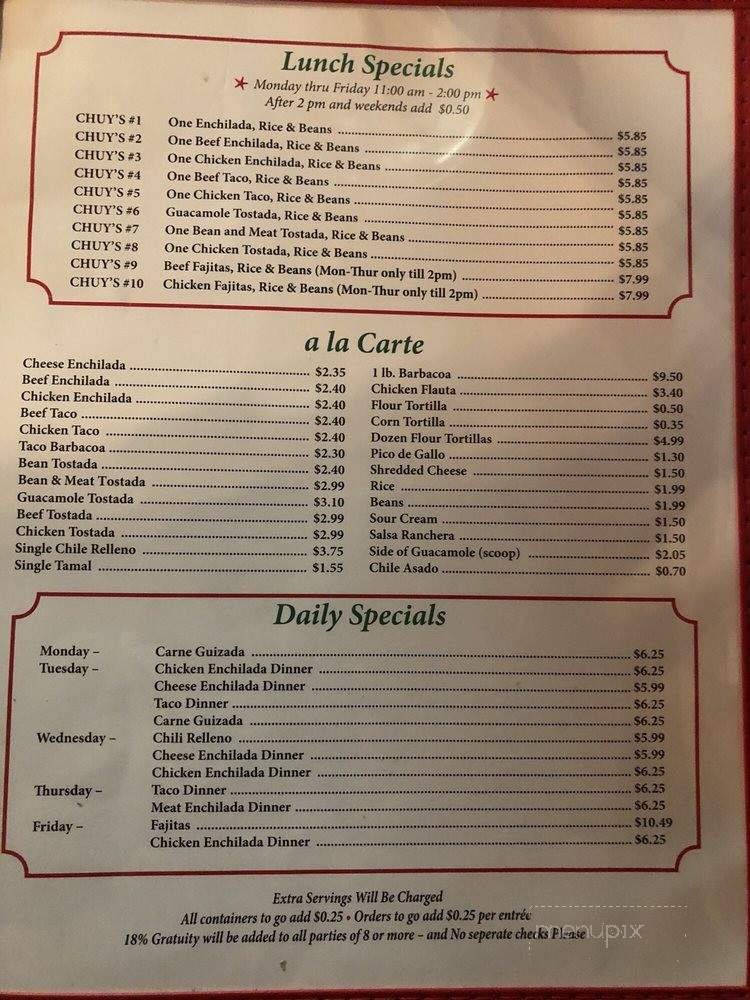 Lunch Specials
Monday thru Friday 11:00 am - 2:00 pm
After 2 pm and weekends add $0.50
CHUY'S #1 One Enchilada, Rice & Beans $5.85
CHUY'S #2 One Beef Enchilada, Rice & Beans $5.85
CHUY'S #3 One Chicken Enchilada, Rice & Beans $5.85
CHUY'S #4 One Beef Taco, Rice & Beans $5.85
CHUY'S #5 One Chicken Taco, Rice & Beans $5.85
CHUY'S #6 Guacamole Tostada, Rice & Beans $5.85
CHUY'S #7 One Bean and Meat Tostada, Rice & Beans $5.85
CHUY'S #8 One Chicken Tostada, Rice & Beans $5.85
CHUY'S #9 Beef Fajitas, Rice & Beans (Mon-Thur only till 2pm) $7.99
CHUY'S #10 Chicken Fajitas, Rice & Beans (Mon-Thur only till 2pm) $7.99
a la Carte
Cheese Enchilada $2.35
Beef Enchilada $2.40
Chicken Enchilada $2.40
Beef Taco $2.40
Chicken Taco $2.40
Taco Barbacoa $2.30
Bean Tostada $2.40
Bean & Meat Tostada $2.99
Guacamole Tostada $3.10
Beef Tostada $2.99
Chicken Tostada $2.99
Single Chile Relleno $3.75
Single Tamal $1.55
1 lb. Barbacoa $9.50
Chicken Flauta $3.40
Flour Tortilla $0.50
Corn Tortilla $0.35
Dozen Flour Tortillas $4.99
Pico de Gallo $1.30
Shredded Cheese $1.50
Rice $1.99
Beans $1.99
Sour Cream $1.50
Salsa Ranchera $1.50
Side of Guacamole (scoop) $2.05
Chile Asado $0.70
Daily Specials
Monday – Carne Guizada $6.25
Tuesday – Chicken Enchilada Dinner $6.25
Cheese Enchilada Dinner $5.99
Taco Dinner $6.25
Carne Guizada $6.25
Wednesday – Chili Relleno $5.99
Cheese Enchilada Dinner $5.99
Chicken Enchilada Dinner $6.25
Thursday – Taco Dinner $6.25
Meat Enchilada Dinner $6.25
Friday – Fajitas $10.49
Chicken Enchilada Dinner $6.25
Extra Servings Will Be Charged
All containers to go add $0.25 • Orders to go add $0.25 per entrée
18% Gratuity will be added to all parties of 8 or more – and No seperate checks Please
menupix